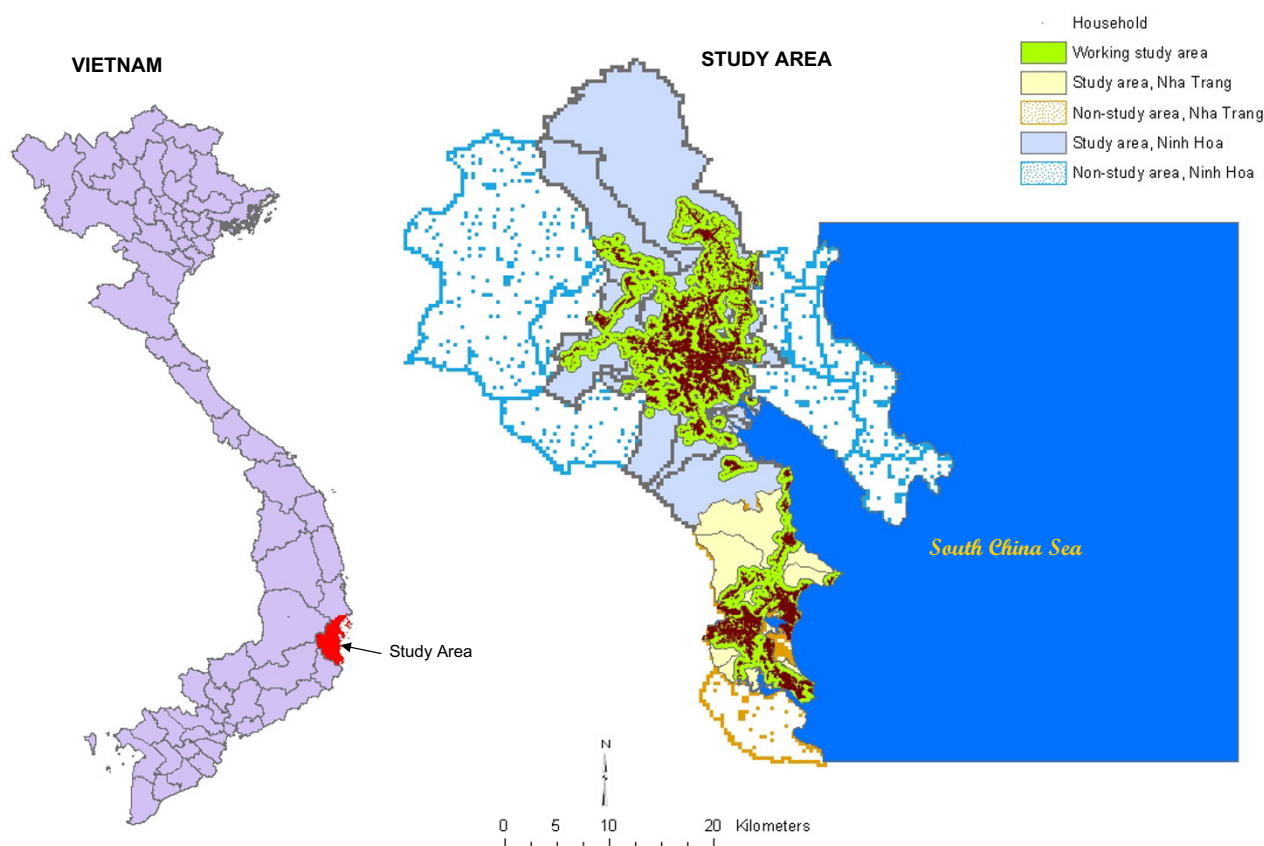 VIETNAM
STUDY AREA
Household
Working study area
Study area, Nha Trang
Non-study area, Nha Trang
Study area, Ninh Hoa
Non-study area, Ninh Hoa
South China Sea
Study Area
N
0 5 10 20 Kilometers